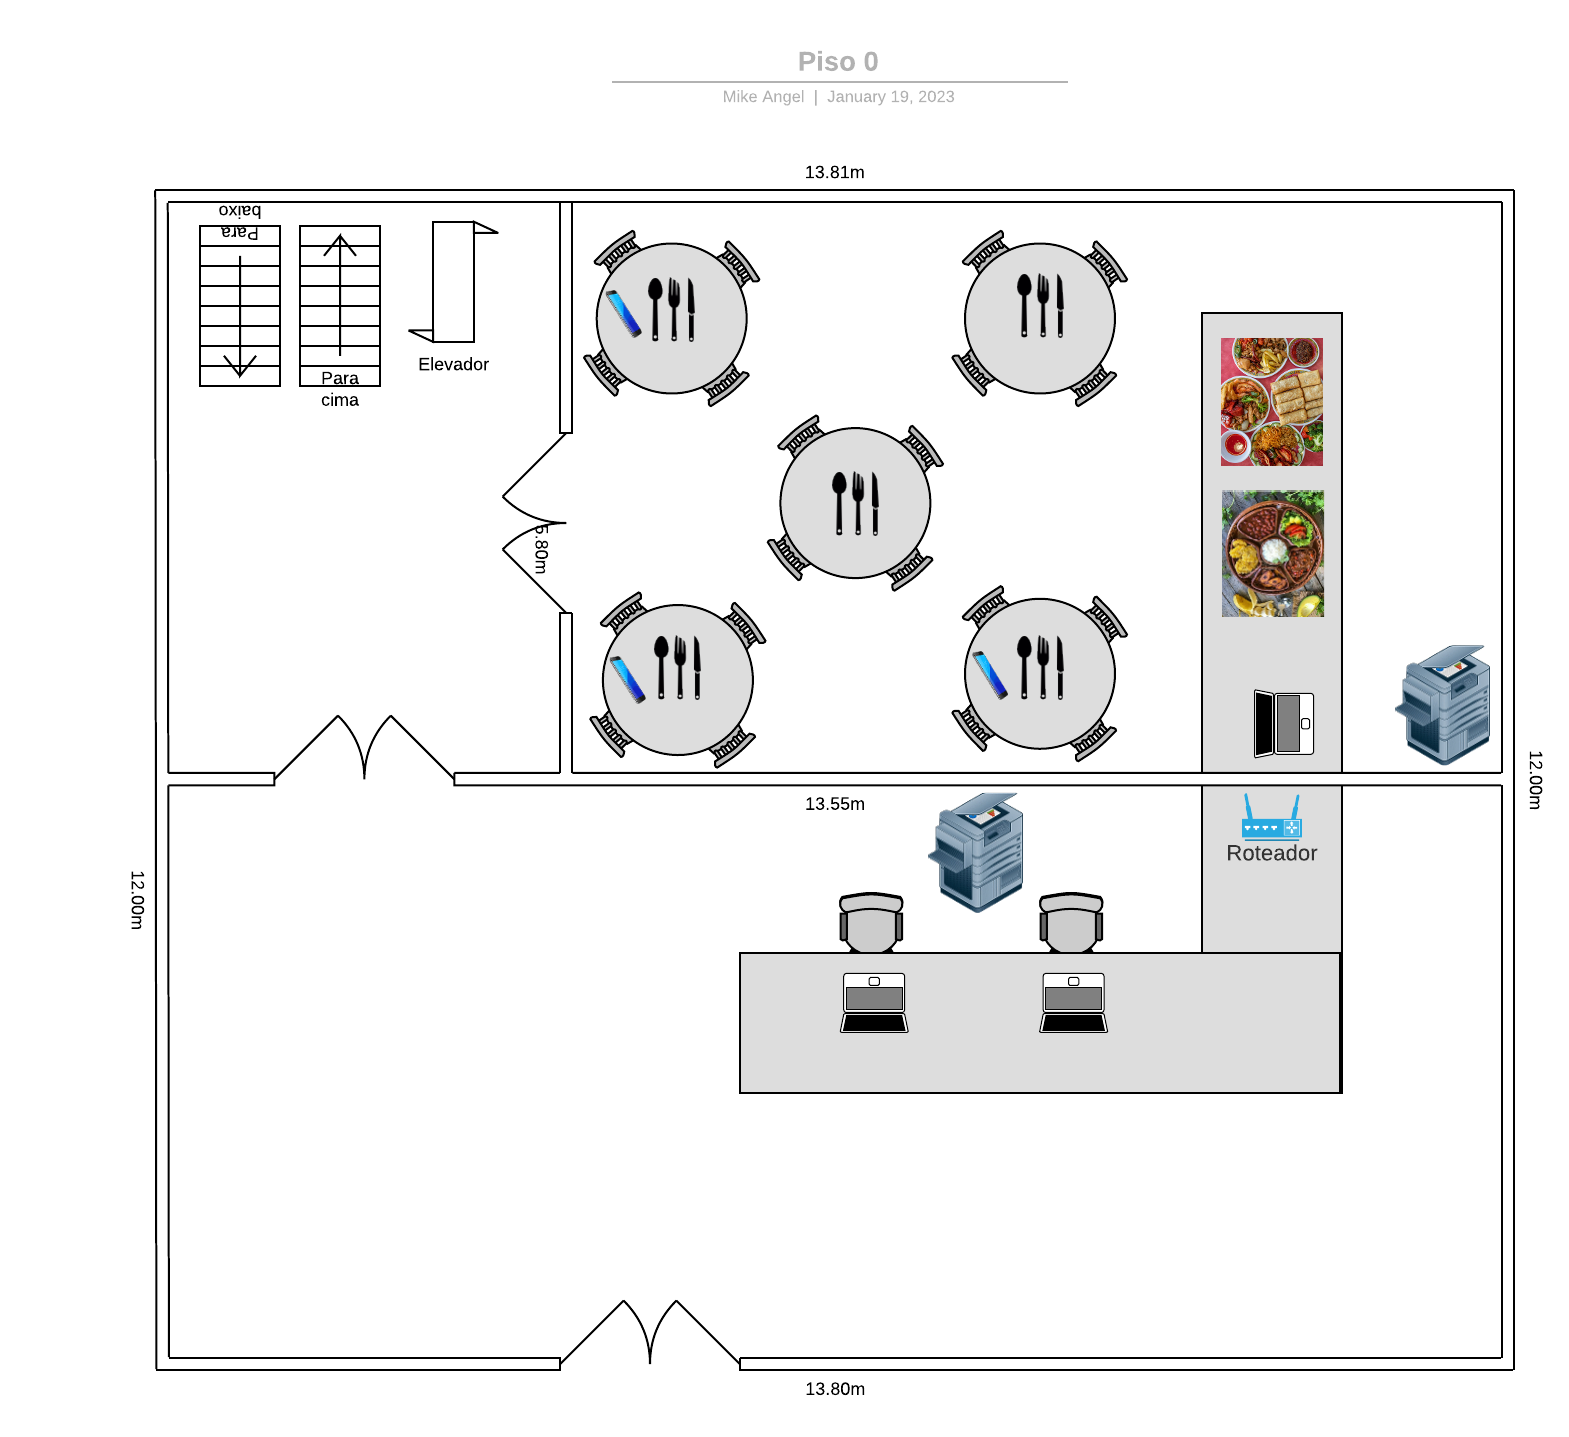 Piso 0
Mike Angel | January 19, 2023
13.81m
Para
baixo
Para
cima
Elevador
5.80m
13.55m
Roteador
12.00m
12.00m
13.80m